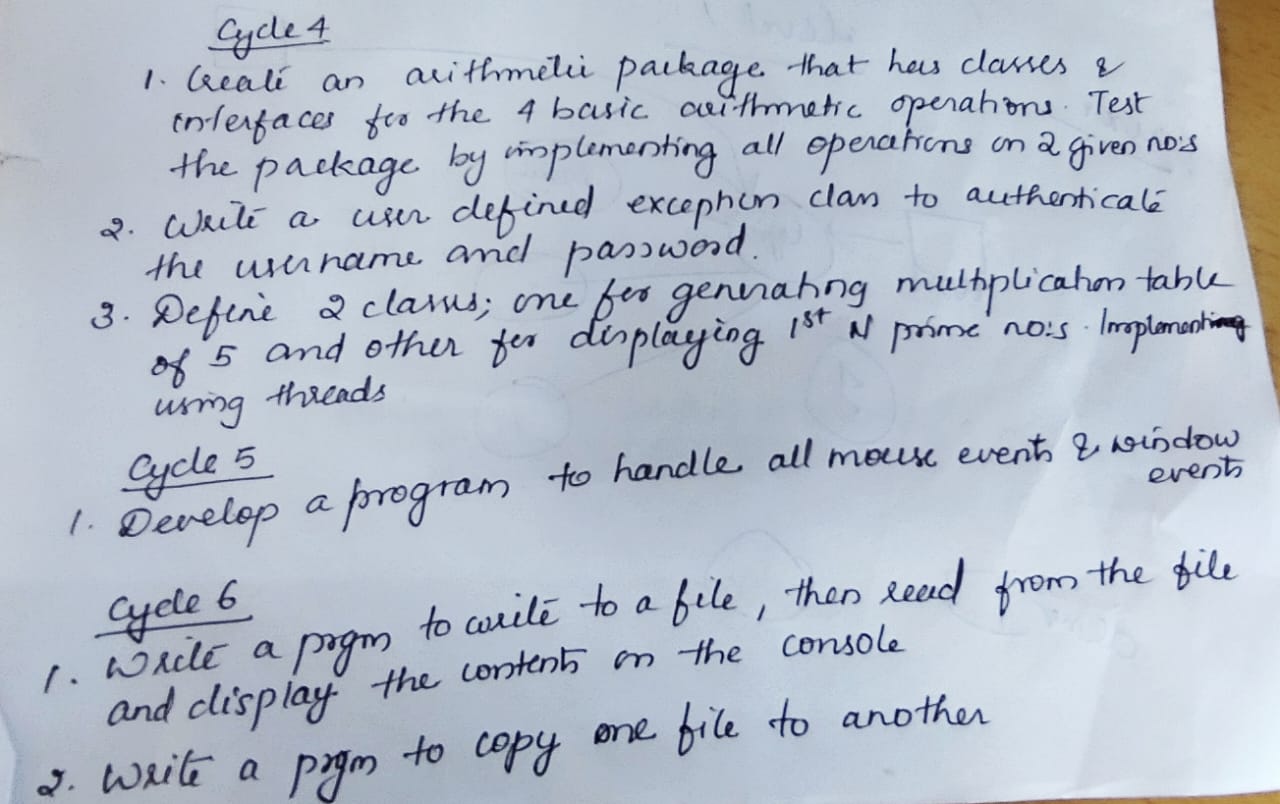 Cycle 4
1. Create an arithmetic package that has classes &
interfaces for the 4 basic arithmetic operations. Test
the package by implementing all operations on 2 given no's
2. Write a user defined exception class to authenticate
the username and password.
3. Define 2 classes; one for generating multiplication table
of 5 and other for displaying 1st N prime no:s. Implementing
using threads
Cycle 5
1. Develop a program to handle all mouse events & window
events
Cycle 6
1. Write a prgm to write to a file, then read from the file
and display the contents on the console
2. Write a prgm to copy one file to another